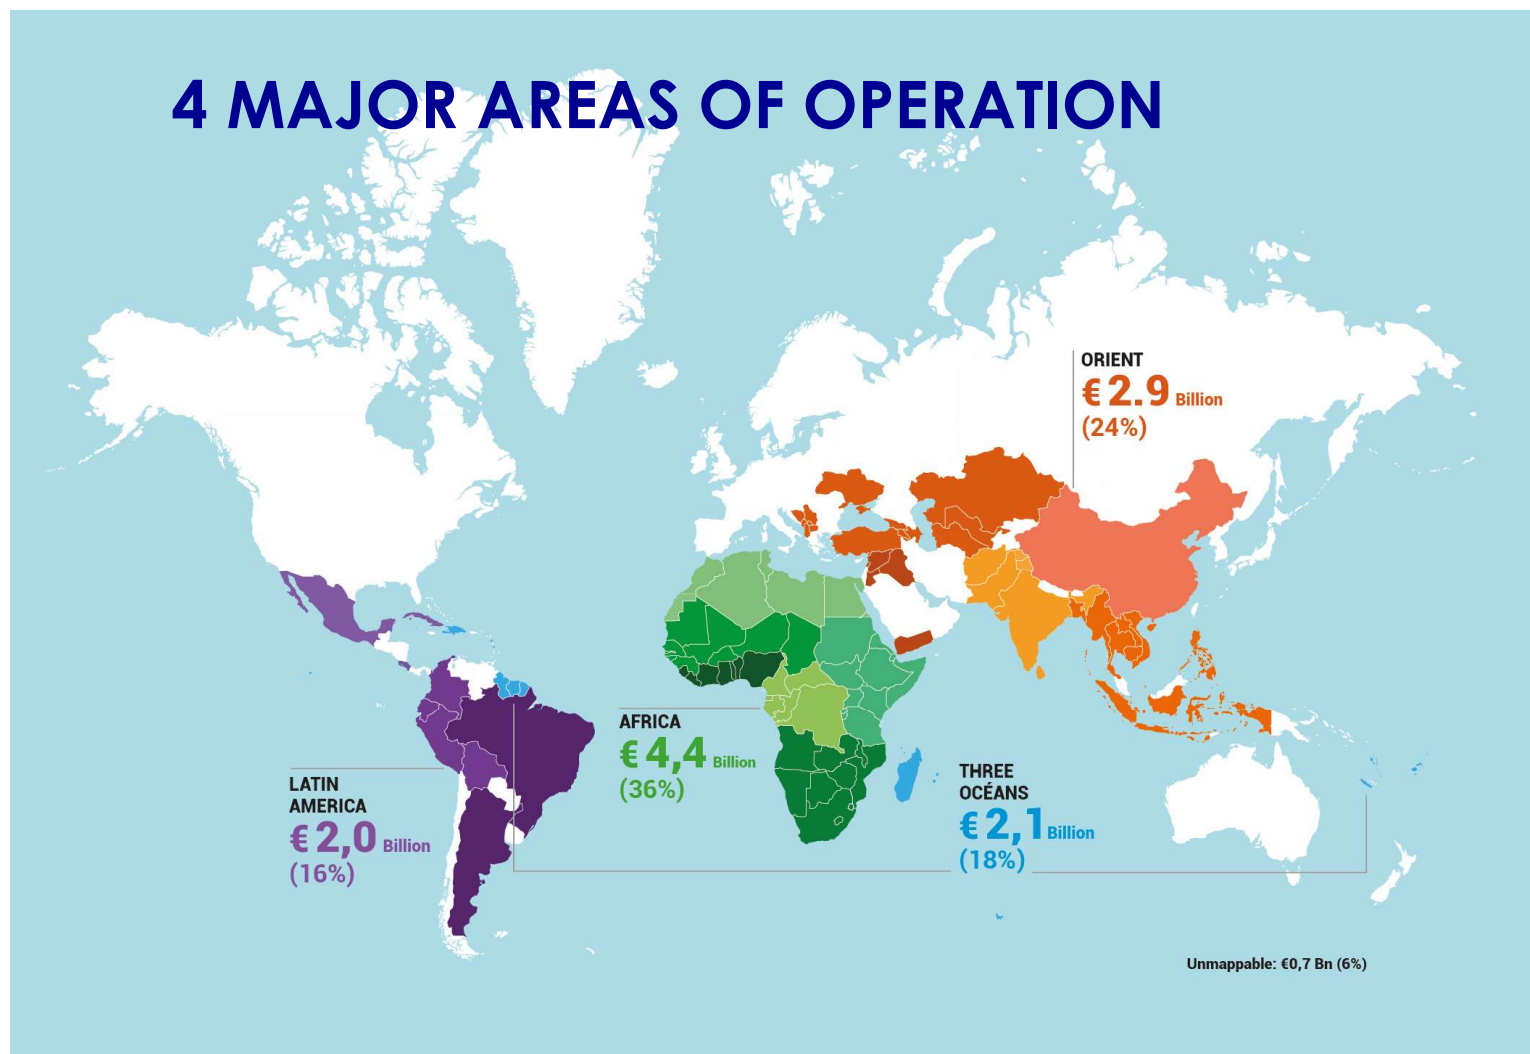 4 MAJOR AREAS OF OPERATION
ORIENT
€ 2.9 Billion
(24%)
AFRICA
€ 4,4 Billion
(36%)
LATIN
AMERICA
€ 2,0 Billion
(16%)
THREE
OCÉANS
€ 2,1 Billion
(18%)
Unmappable: €0,7 Bn (6%)